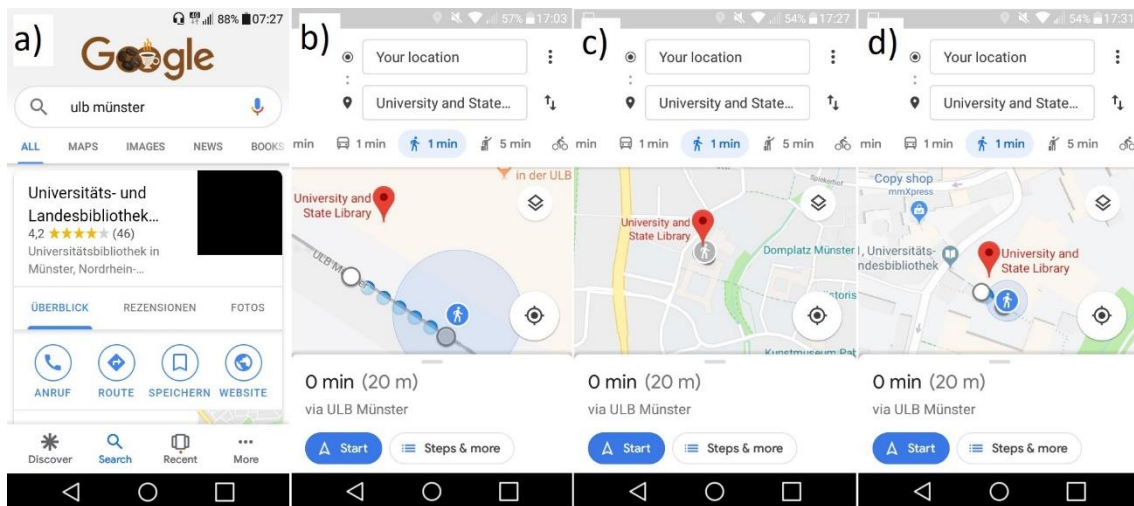 a)
88% 07:27
Google
ulb münster
ALL MAPS IMAGES NEWS BOOKS
Universitäts- und
Landesbibliothek...
4,2 (46)
Universitätsbibliothek in
Münster, Nordrhein-...
ÜBERBLICK REZENSIONEN FOTOS
ANRUF ROUTE SPEICHERN WEBSITE
Discover Search Recent More
b)
57% 17:03
Your location
University and State...
min 1 min 1 min 5 min
in der ULB
University and
State Library
ULB
0 min (20 m)
via ULB Münster
Start Steps & more
c)
54% 17:27
Your location
University and State...
min 1 min 1 min 5 min
Spiekerhof
University and
State Library
Domplatz Münster
Kunstmuseum
0 min (20 m)
via ULB Münster
Start Steps & more
d)
54% 17:31
Your location
University and State...
min 1 min 1 min 5 min
Copy shop
mmXpress
Universitäts-
ndesbibliothek
University and
State Library
0 min (20 m)
via ULB Münster
Start Steps & more